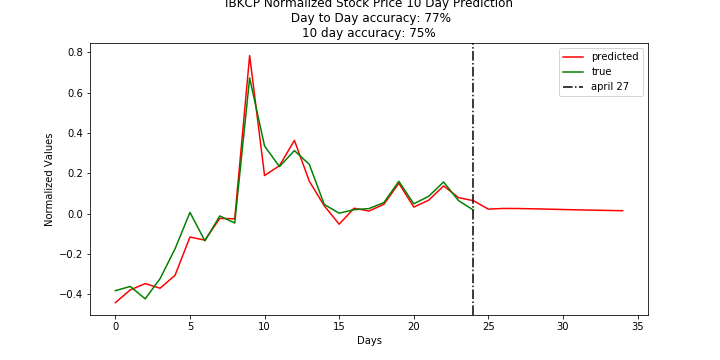 IBKCP Normalized Stock Price 10 Day Prediction
Day to Day accuracy: 77%
10 day accuracy: 75%
predicted
true
april 27
Normalized Values
0.8
0.6
0.4
0.2
0.0
−0.2
−0.4
0
5
10
15
20
25
30
35
Days